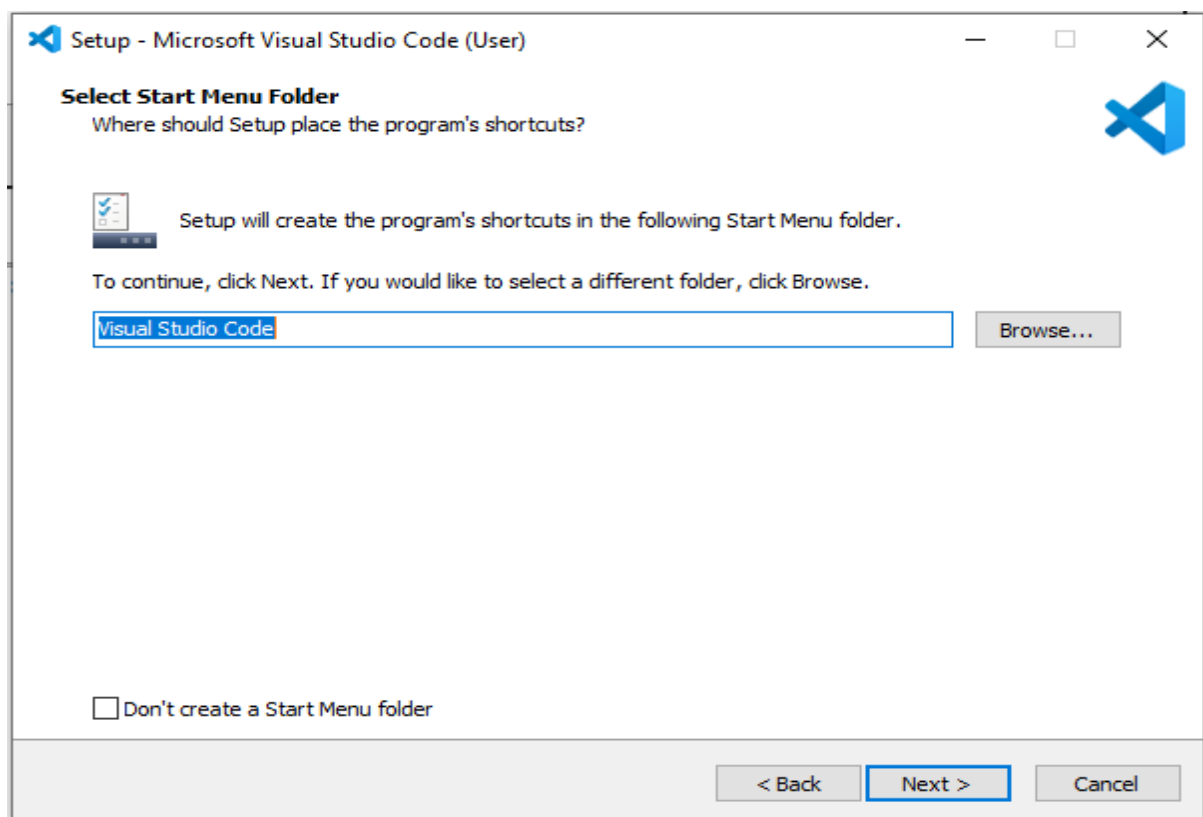 Setup - Microsoft Visual Studio Code (User)
Select Start Menu Folder
Where should Setup place the program's shortcuts?
Setup will create the program's shortcuts in the following Start Menu folder.
To continue, click Next. If you would like to select a different folder, click Browse.
Visual Studio Code
Browse...
Don't create a Start Menu folder
< Back
Next >
Cancel